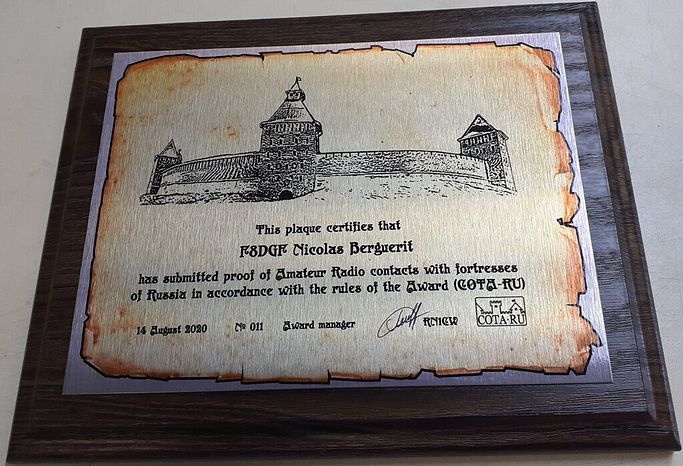 This plaque certifies that
F8DGF Nicolas Berguerit
has submitted proof of Amateur Radio contacts with fortresses
of Russia in accordance with the rules of the Award (COTA-RU)
14 August 2020 № 011 Award manager RN1CW
COTA-RU